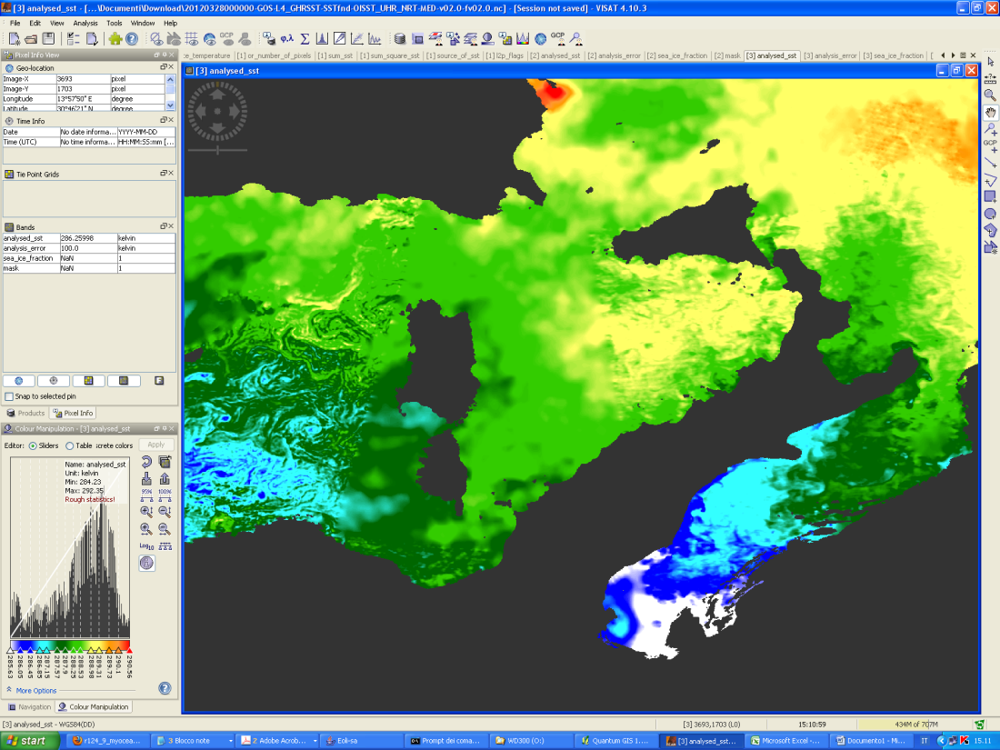 [3] analysed_sst - [...\Documenti\Download\20120328000000-GOS-L4_GHRSST-SSTfnd-OISST_UHR_NRT-MED-v02.0-fv02.0.nc] - [Session not saved] - VISAT 4.10.3
File Edit View Analysis Tools Window Help
GCP φ,λ Σ GCP
Pixel Info View
ce_temperature [1] or_number_of_pixels [1] sum_sst [1] sum_square_sst [1] source_of_sst [1] l2p_flags [2] analysed_sst [2] analysis_error [2] sea_ice_fraction [2] mask [3] analysed_sst [3] analysis_error [3] sea_ice_fraction [
[3] analysed_sst
Geo-location
Image-X 3693 pixel
Image-Y 1703 pixel
Longitude 13°57'50" E degree
Latitude 30°46'21" N degree
Time Info
Date No date informa... YYYY-MM-DD
Time (UTC) No time informa... HH:MM:SS:mm [...
Tie Point Grids
Bands
analysed_sst 286.25998 kelvin
analysis_error 100.0 kelvin
sea_ice_fraction NaN 1
mask NaN 1
GCP
Snap to selected pin
Products Pixel Info
Colour Manipulation - [3] analysed_sst
Editor: Sliders Table :crete colors Apply
Name: analysed_sst
Unit: kelvin
Min: 284.23
Max: 292.35
Rough statistics!
95% 100%
Log10
285.63 286.05 286.45 286.85 287.15 287.57 287.9 288.25 288.53 288.98 289.31 289.73 290.1 290.56
More Options
Navigation Colour Manipulation
[3] analysed_sst - WGS84(DD) [3] 3693,1703 (L0) 15:10:59 434M of 707M
start r124_9_myocea... 3 Blocco note 2 Adobe Acrob... Eoli-sa Prompt dei coma... WD300 (O:) Quantum GIS 1.... [3] analysed_sst... Microsoft Excel -... Documento1 - Mi... IT 15.11